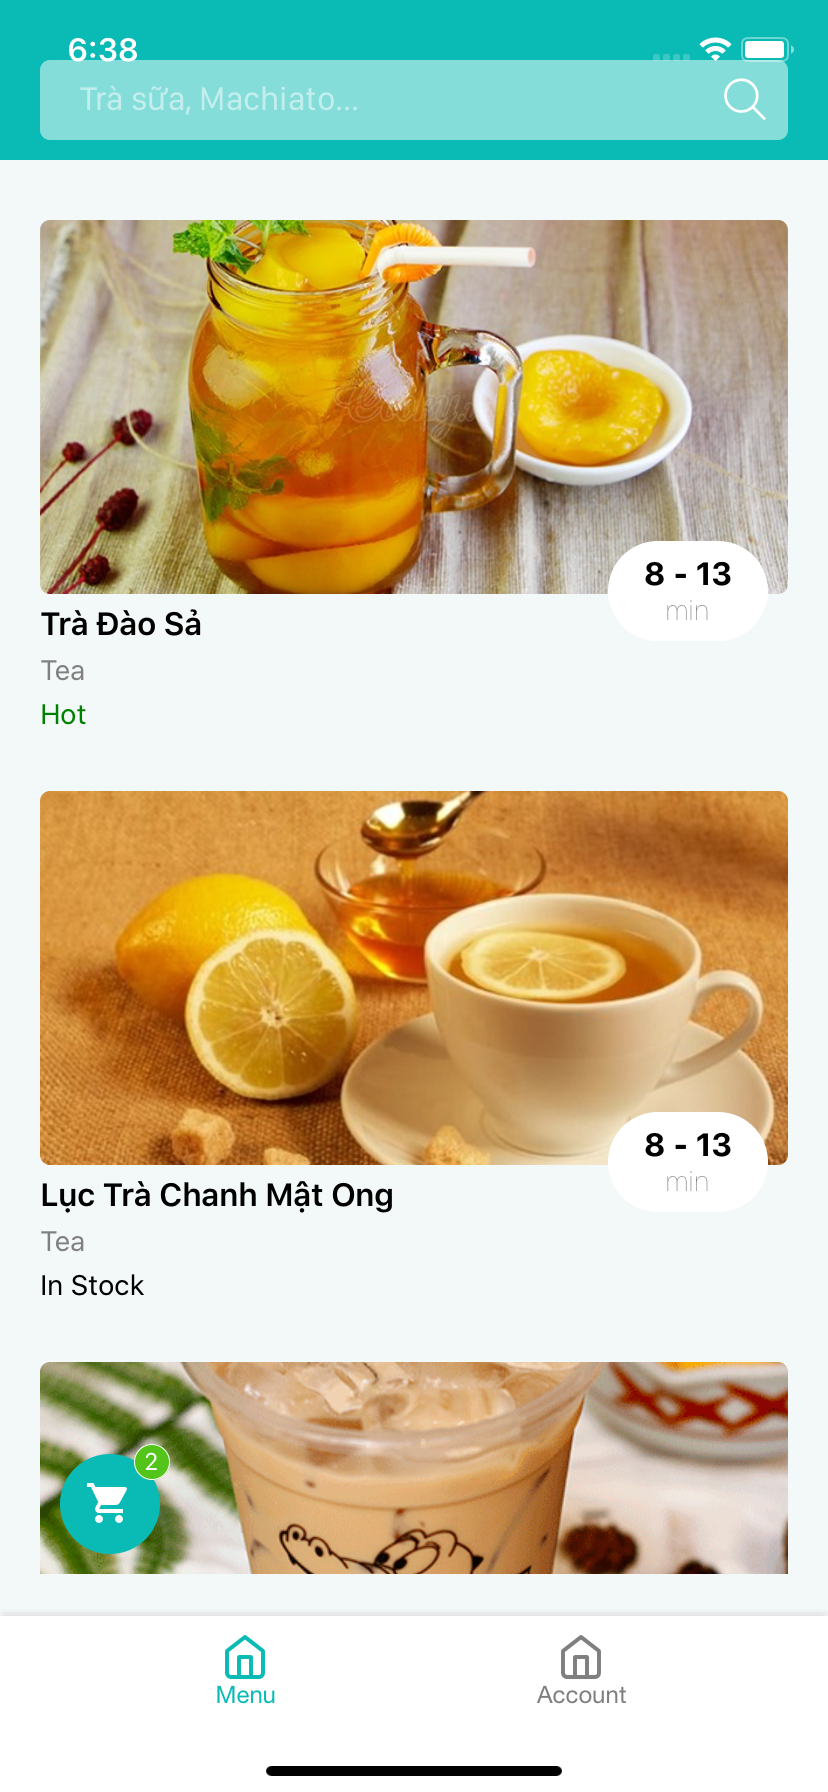 6:38
Trà sữa, Machiato...
8 - 13
min
Trà Đào Sả
Tea
Hot
8 - 13
min
Lục Trà Chanh Mật Ong
Tea
In Stock
2
Menu
Account